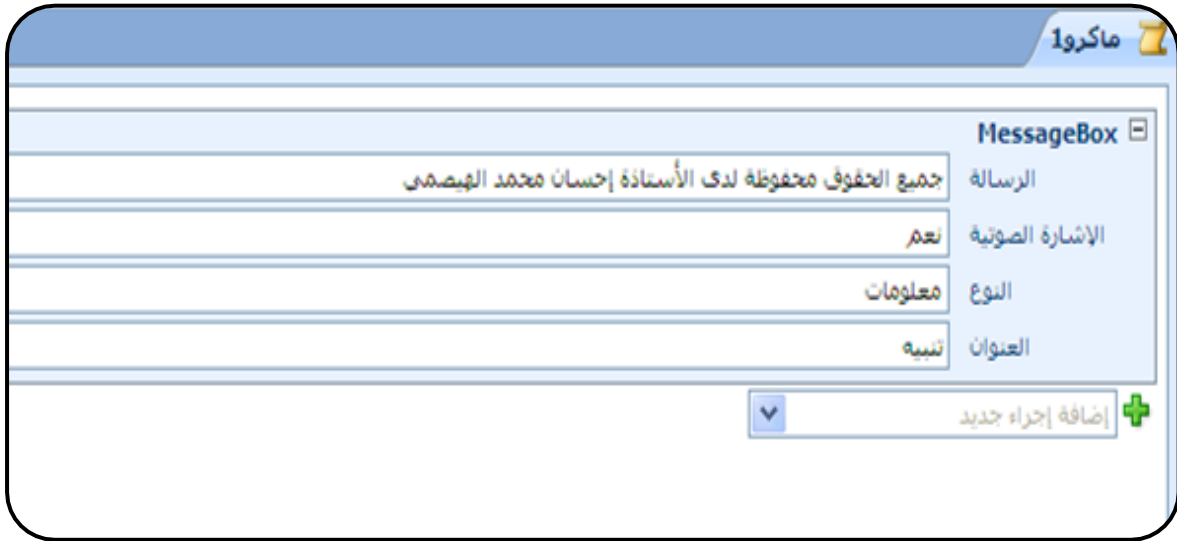 ماكرو1
MessageBox
الرسالة جميع الحقوق محفوظة لدى الأستاذة إحسان محمد الهيصمى
الإشارة الصوتية نعم
النوع معلومات
العنوان تنبيه
إضافة إجراء جديد